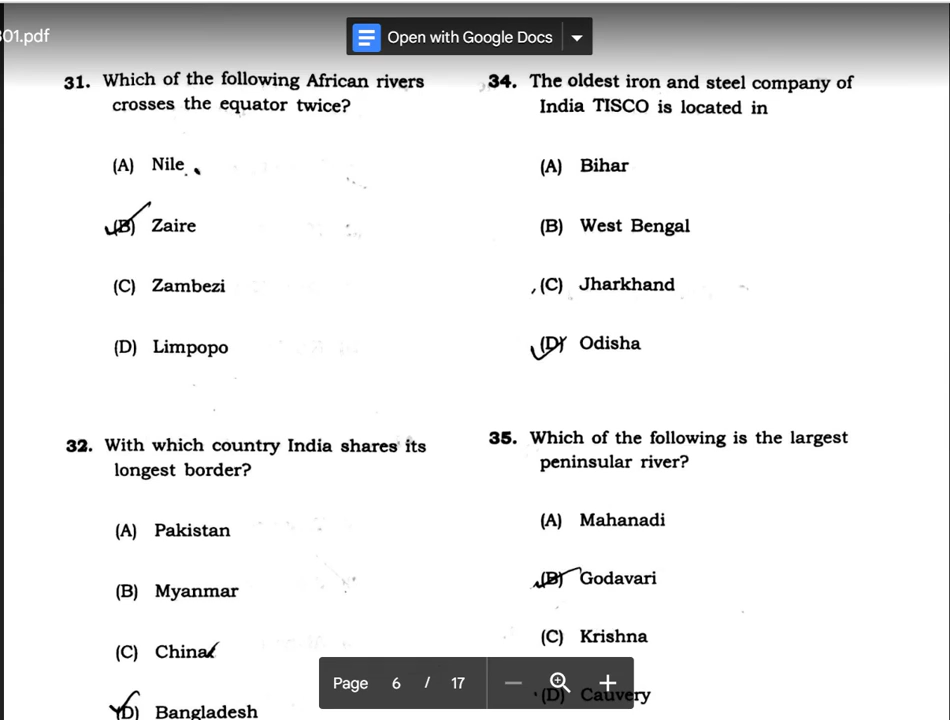 01.pdf
Open with Google Docs
31. Which of the following African rivers
crosses the equator twice?
(A) Nile
(B) Zaire
(C) Zambezi
(D) Limpopo
32. With which country India shares its
longest border?
(A) Pakistan
(B) Myanmar
(C) China
(D) Bangladesh
34. The oldest iron and steel company of
India TISCO is located in
(A) Bihar
(B) West Bengal
(C) Jharkhand
(D) Odisha
35. Which of the following is the largest
peninsular river?
(A) Mahanadi
(B) Godavari
(C) Krishna
(D) Cauvery
Page 6 / 17